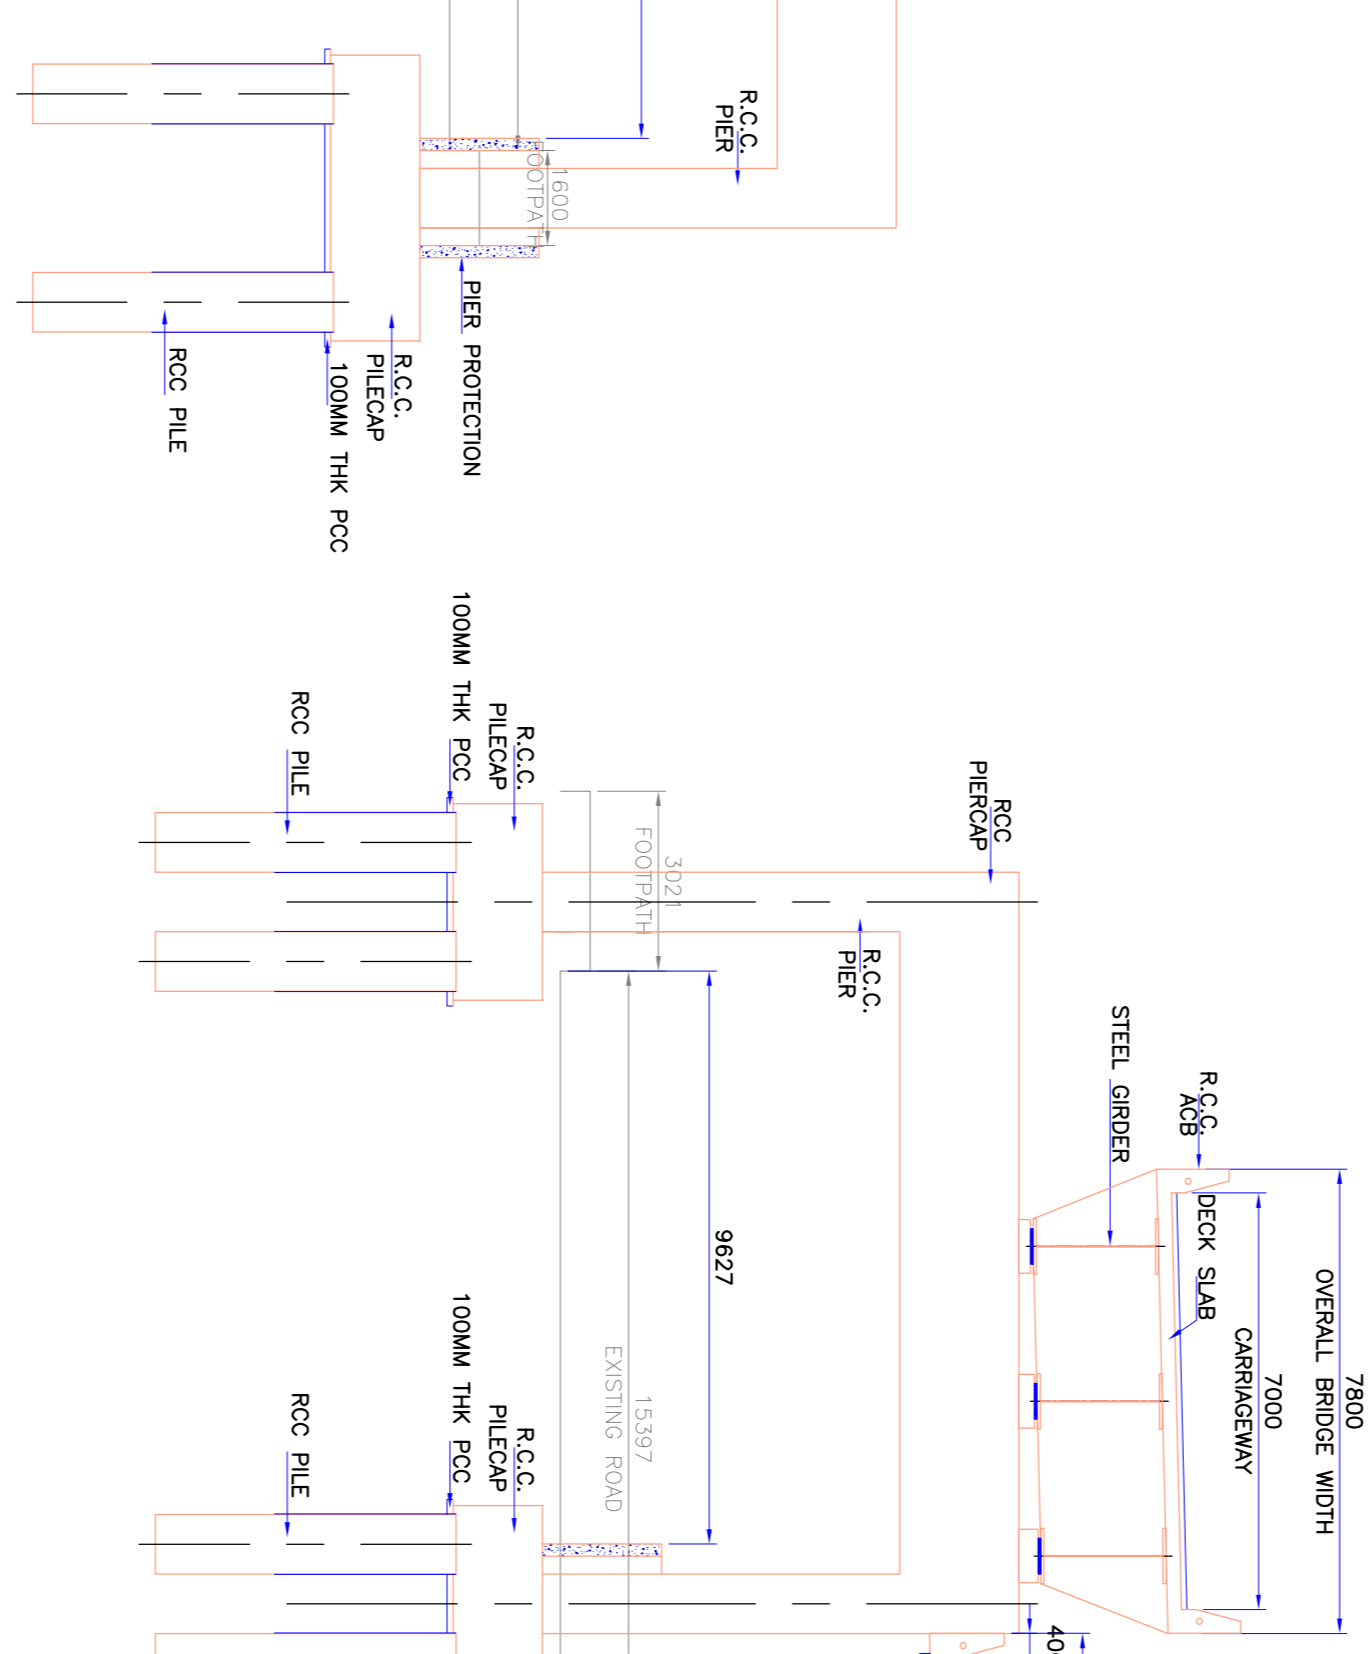 R.C.C.
PIER
1600
FOOTPATH
PIER PROTECTION
R.C.C.
PILECAP
100MM THK PCC
RCC PILE
7800
OVERALL BRIDGE WIDTH
7000
CARRIAGEWAY
R.C.C.
ACB
DECK SLAB
STEEL GIRDER
RCC
PIERCAP
R.C.C.
PIER
9627
3021
FOOTPATH
15397
EXISTING ROAD
R.C.C.
PILECAP
100MM THK PCC
RCC PILE
R.C.C.
PILECAP
100MM THK PCC
RCC PILE